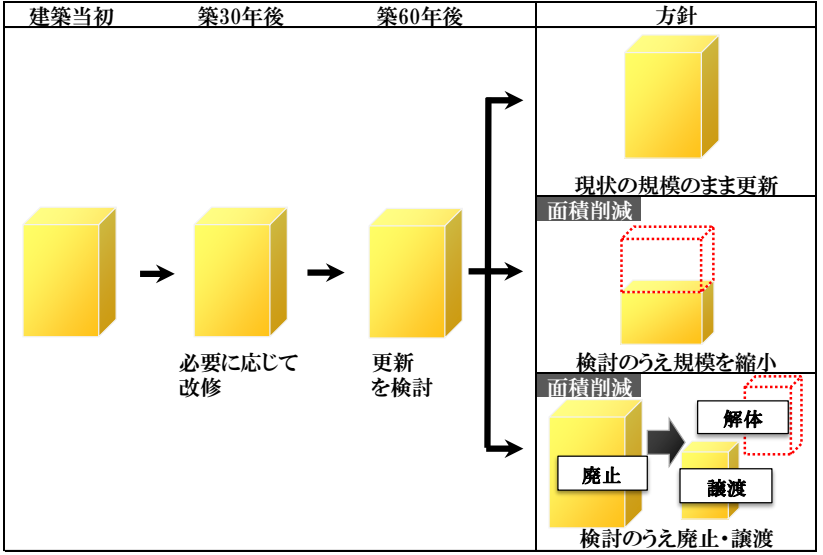 建築当初
築30年後
築60年後
方針
現状の規模のまま更新
面積削減
必要に応じて
改修
更新
を検討
検討のうえ規模を縮小
面積削減
解体
廃止
譲渡
検討のうえ廃止・譲渡